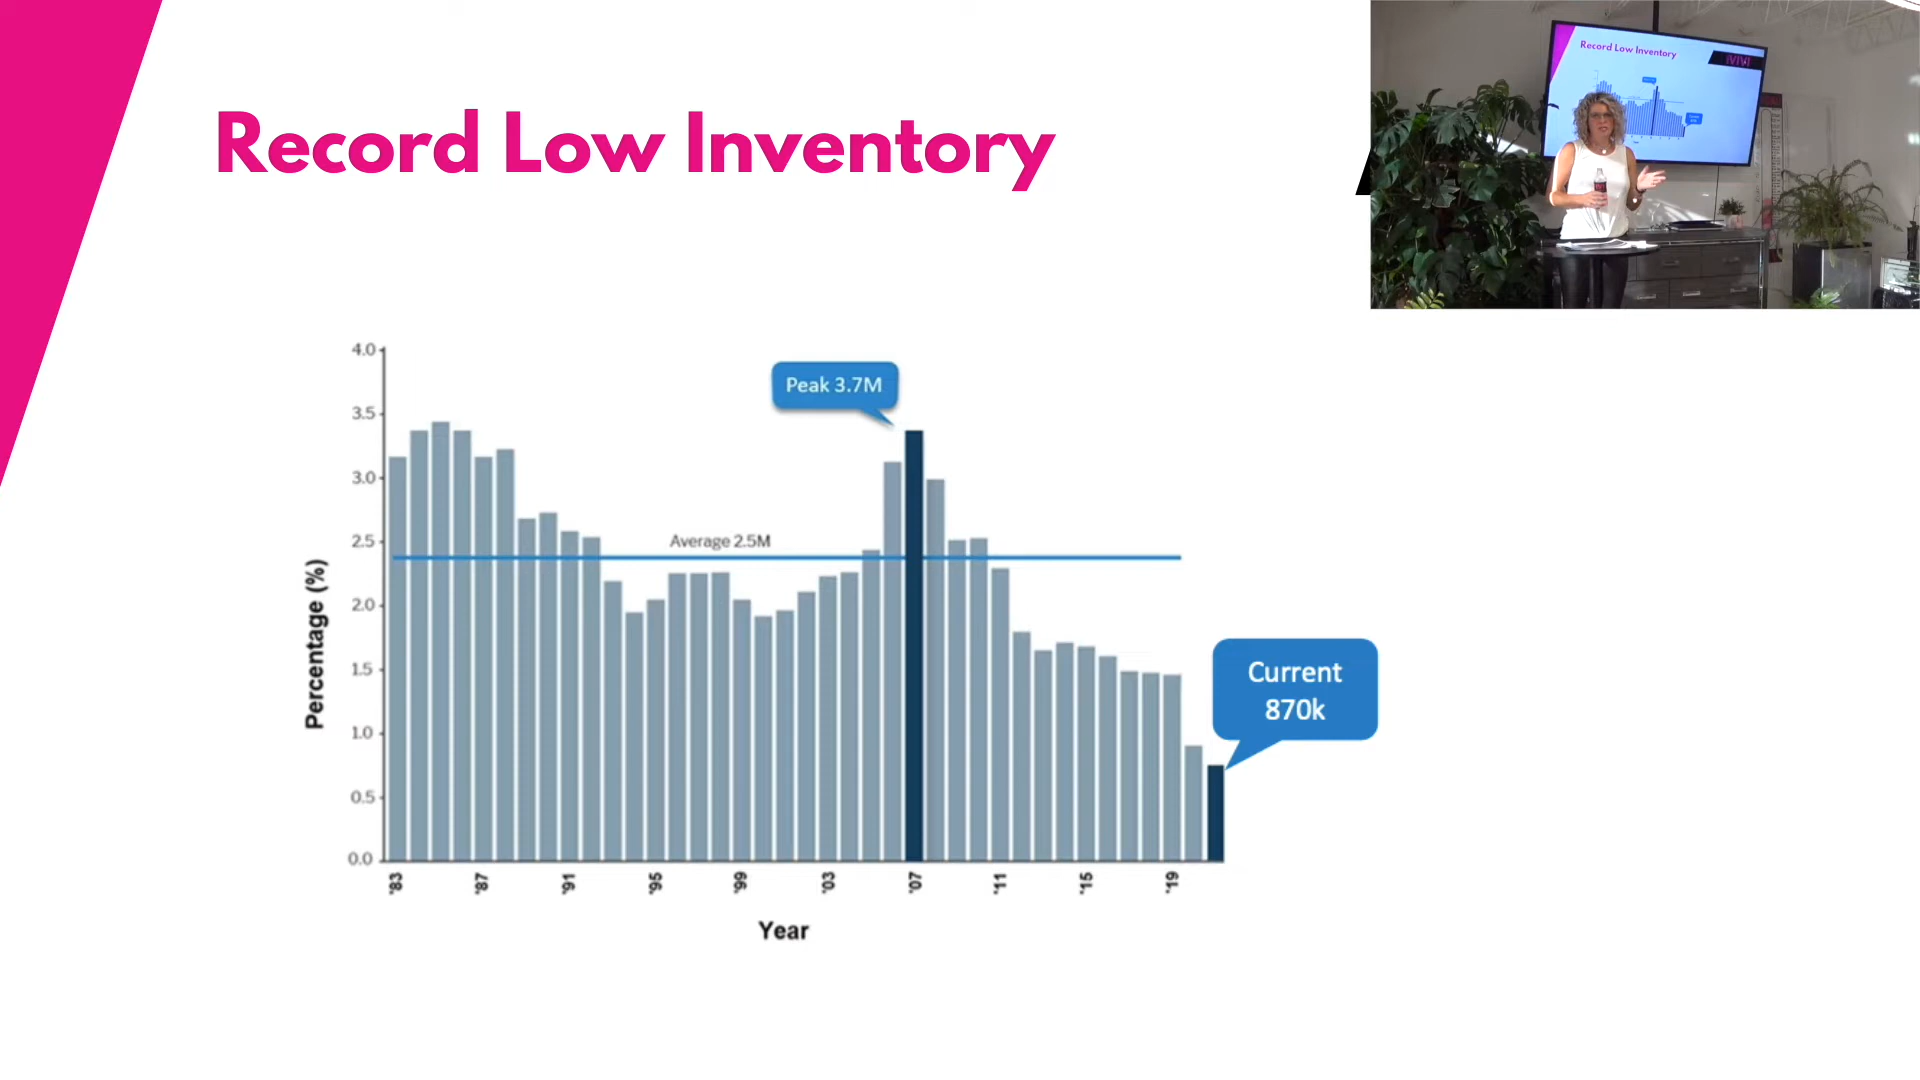 Record Low Inventory
Record Low Inventory
4.0
Peak 3.7M
3.5
3.0
Average 2.5M
2.5
2.0
1.5
1.0
0.5
0.0
Percentage (%)
Current
870k
'83
'87
'91
'95
'99
'03
'07
'11
'15
'19
Year